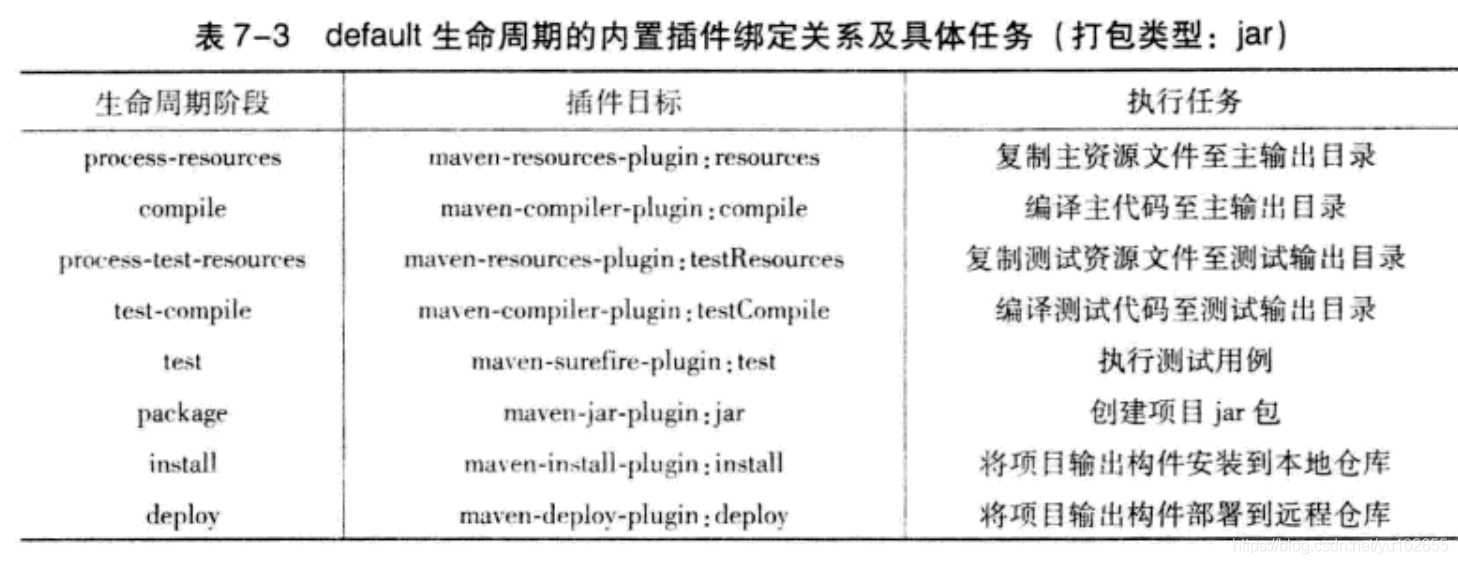 表 7-3 default 生命周期的内置插件绑定关系及具体任务（打包类型：jar）
生命周期阶段 插件目标 执行任务
process-resources maven-resources-plugin:resources 复制主资源文件至主输出目录
compile maven-compiler-plugin:compile 编译主代码至主输出目录
process-test-resources maven-resources-plugin:testResources 复制测试资源文件至测试输出目录
test-compile maven-compiler-plugin:testCompile 编译测试代码至测试输出目录
test maven-surefire-plugin:test 执行测试用例
package maven-jar-plugin:jar 创建项目 jar 包
install maven-install-plugin:install 将项目输出构件安装到本地仓库
deploy maven-deploy-plugin:deploy 将项目输出构件部署到远程仓库
https://blog.csdn.net/yu102655